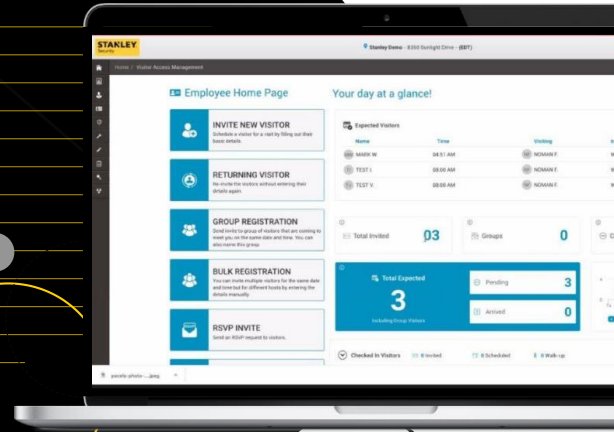 STANLEY
Security
Stanley Demo - 8350 Sunlight Drive - (EDT)
Home / Visitor Access Management
Employee Home Page
Your day at a glance!
INVITE NEW VISITOR
Schedule a visitor for a visit by filling out their
basic details.
RETURNING VISITOR
Re-invite the visitors without entering their
details again.
GROUP REGISTRATION
Send invite to group of visitors that are coming to
meet you on the same date and time. You can
also name this group.
BULK REGISTRATION
You can invite multiple visitors for the same date
and time but for different hosts by entering the
details manually.
RSVP INVITE
Send an RSVP request to visitors.
Expected Visitors
Name Time Visiting
MARK W. 04:51 AM NOMAN F.
TEST I. 08:00 AM NOMAN F.
TEST V. 08:00 AM NOMAN F.
Total Invited 03
Groups 0
Total Expected
3
Including Group Visitors
Pending 3
Arrived 0
Checked In Visitors 0 Invited 0 Scheduled 0 Walk-up